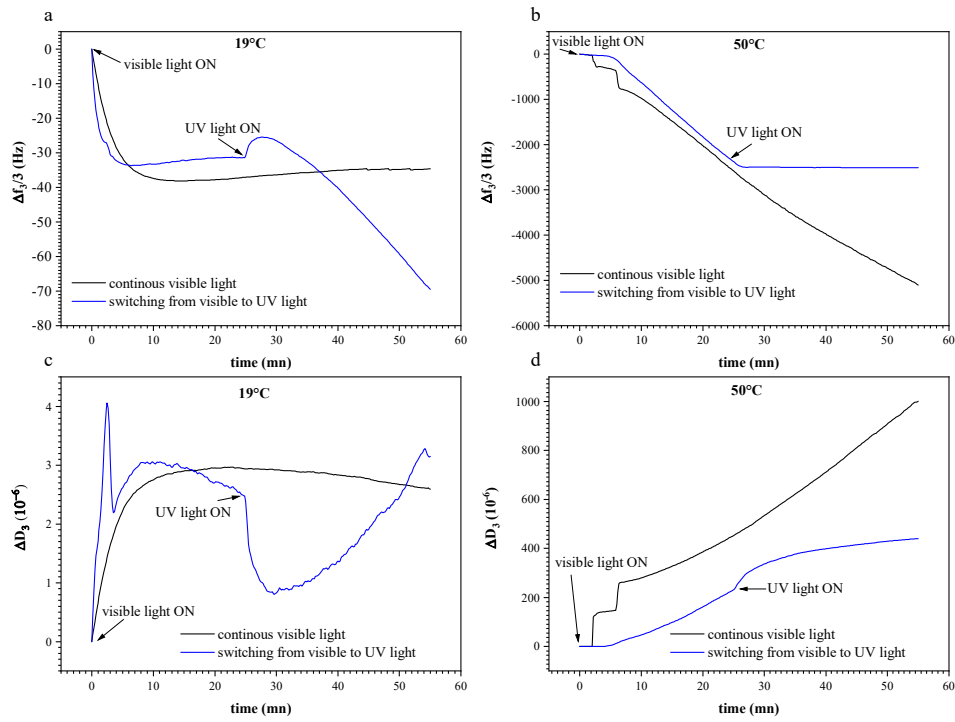 a
19°C
visible light ON
UV light ON
continous visible light
switching from visible to UV light
Δf3/3 (Hz)
0
-10
-20
-30
-40
-50
-60
-70
-80
0 10 20 30 40 50 60
time (mn)
b
50°C
visible light ON
UV light ON
continous visible light
switching from visible to UV light
Δf3/3 (Hz)
0
-1000
-2000
-3000
-4000
-5000
-6000
0 10 20 30 40 50 60
time (mn)
c
19°C
UV light ON
visible light ON
continous visible light
switching from visible to UV light
ΔD3 (10-6)
4
3
2
1
0
0 10 20 30 40 50 60
time (mn)
d
50°C
visible light ON
UV light ON
continous visible light
switching from visible to UV light
ΔD3 (10-6)
1000
800
600
400
200
0
0 10 20 30 40 50 60
time (mn)